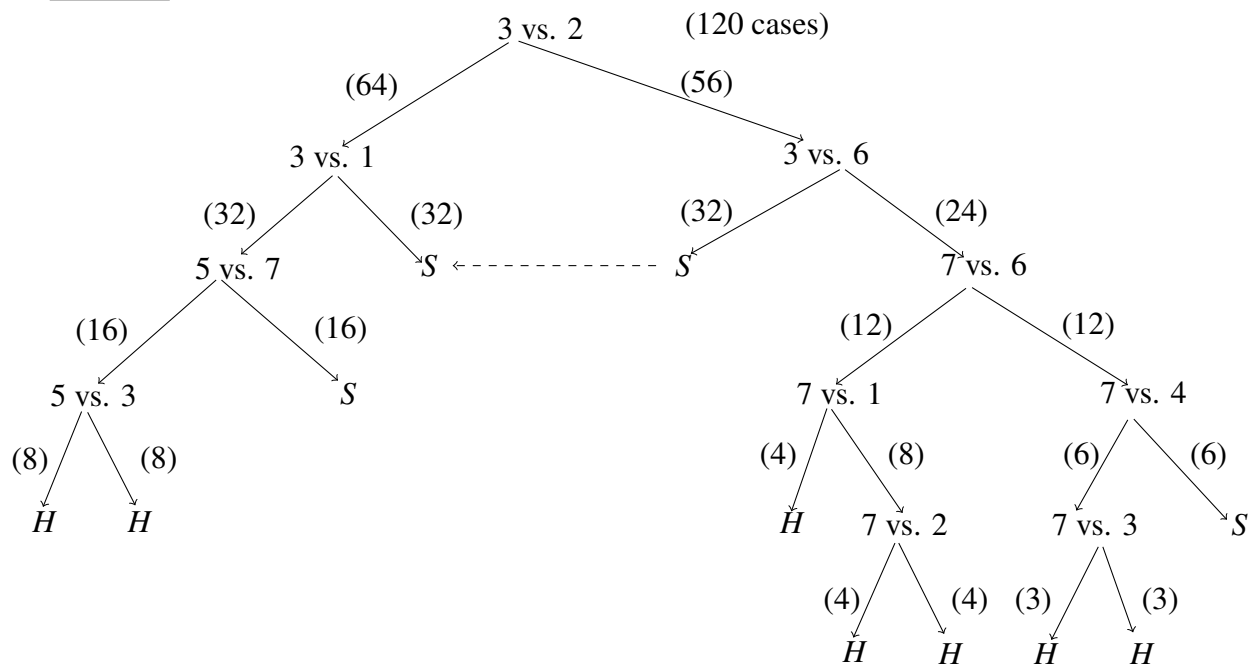 3 vs. 2 (120 cases)
(64) (56)
3 vs. 1 3 vs. 6
(32) (32) (32) (24)
5 vs. 7 S S 7 vs. 6
(16) (16) (12) (12)
5 vs. 3 S 7 vs. 1 7 vs. 4
(8) (8) (4) (8) (6) (6)
H H H 7 vs. 2 7 vs. 3 S
(4) (4) (3) (3)
H H H H